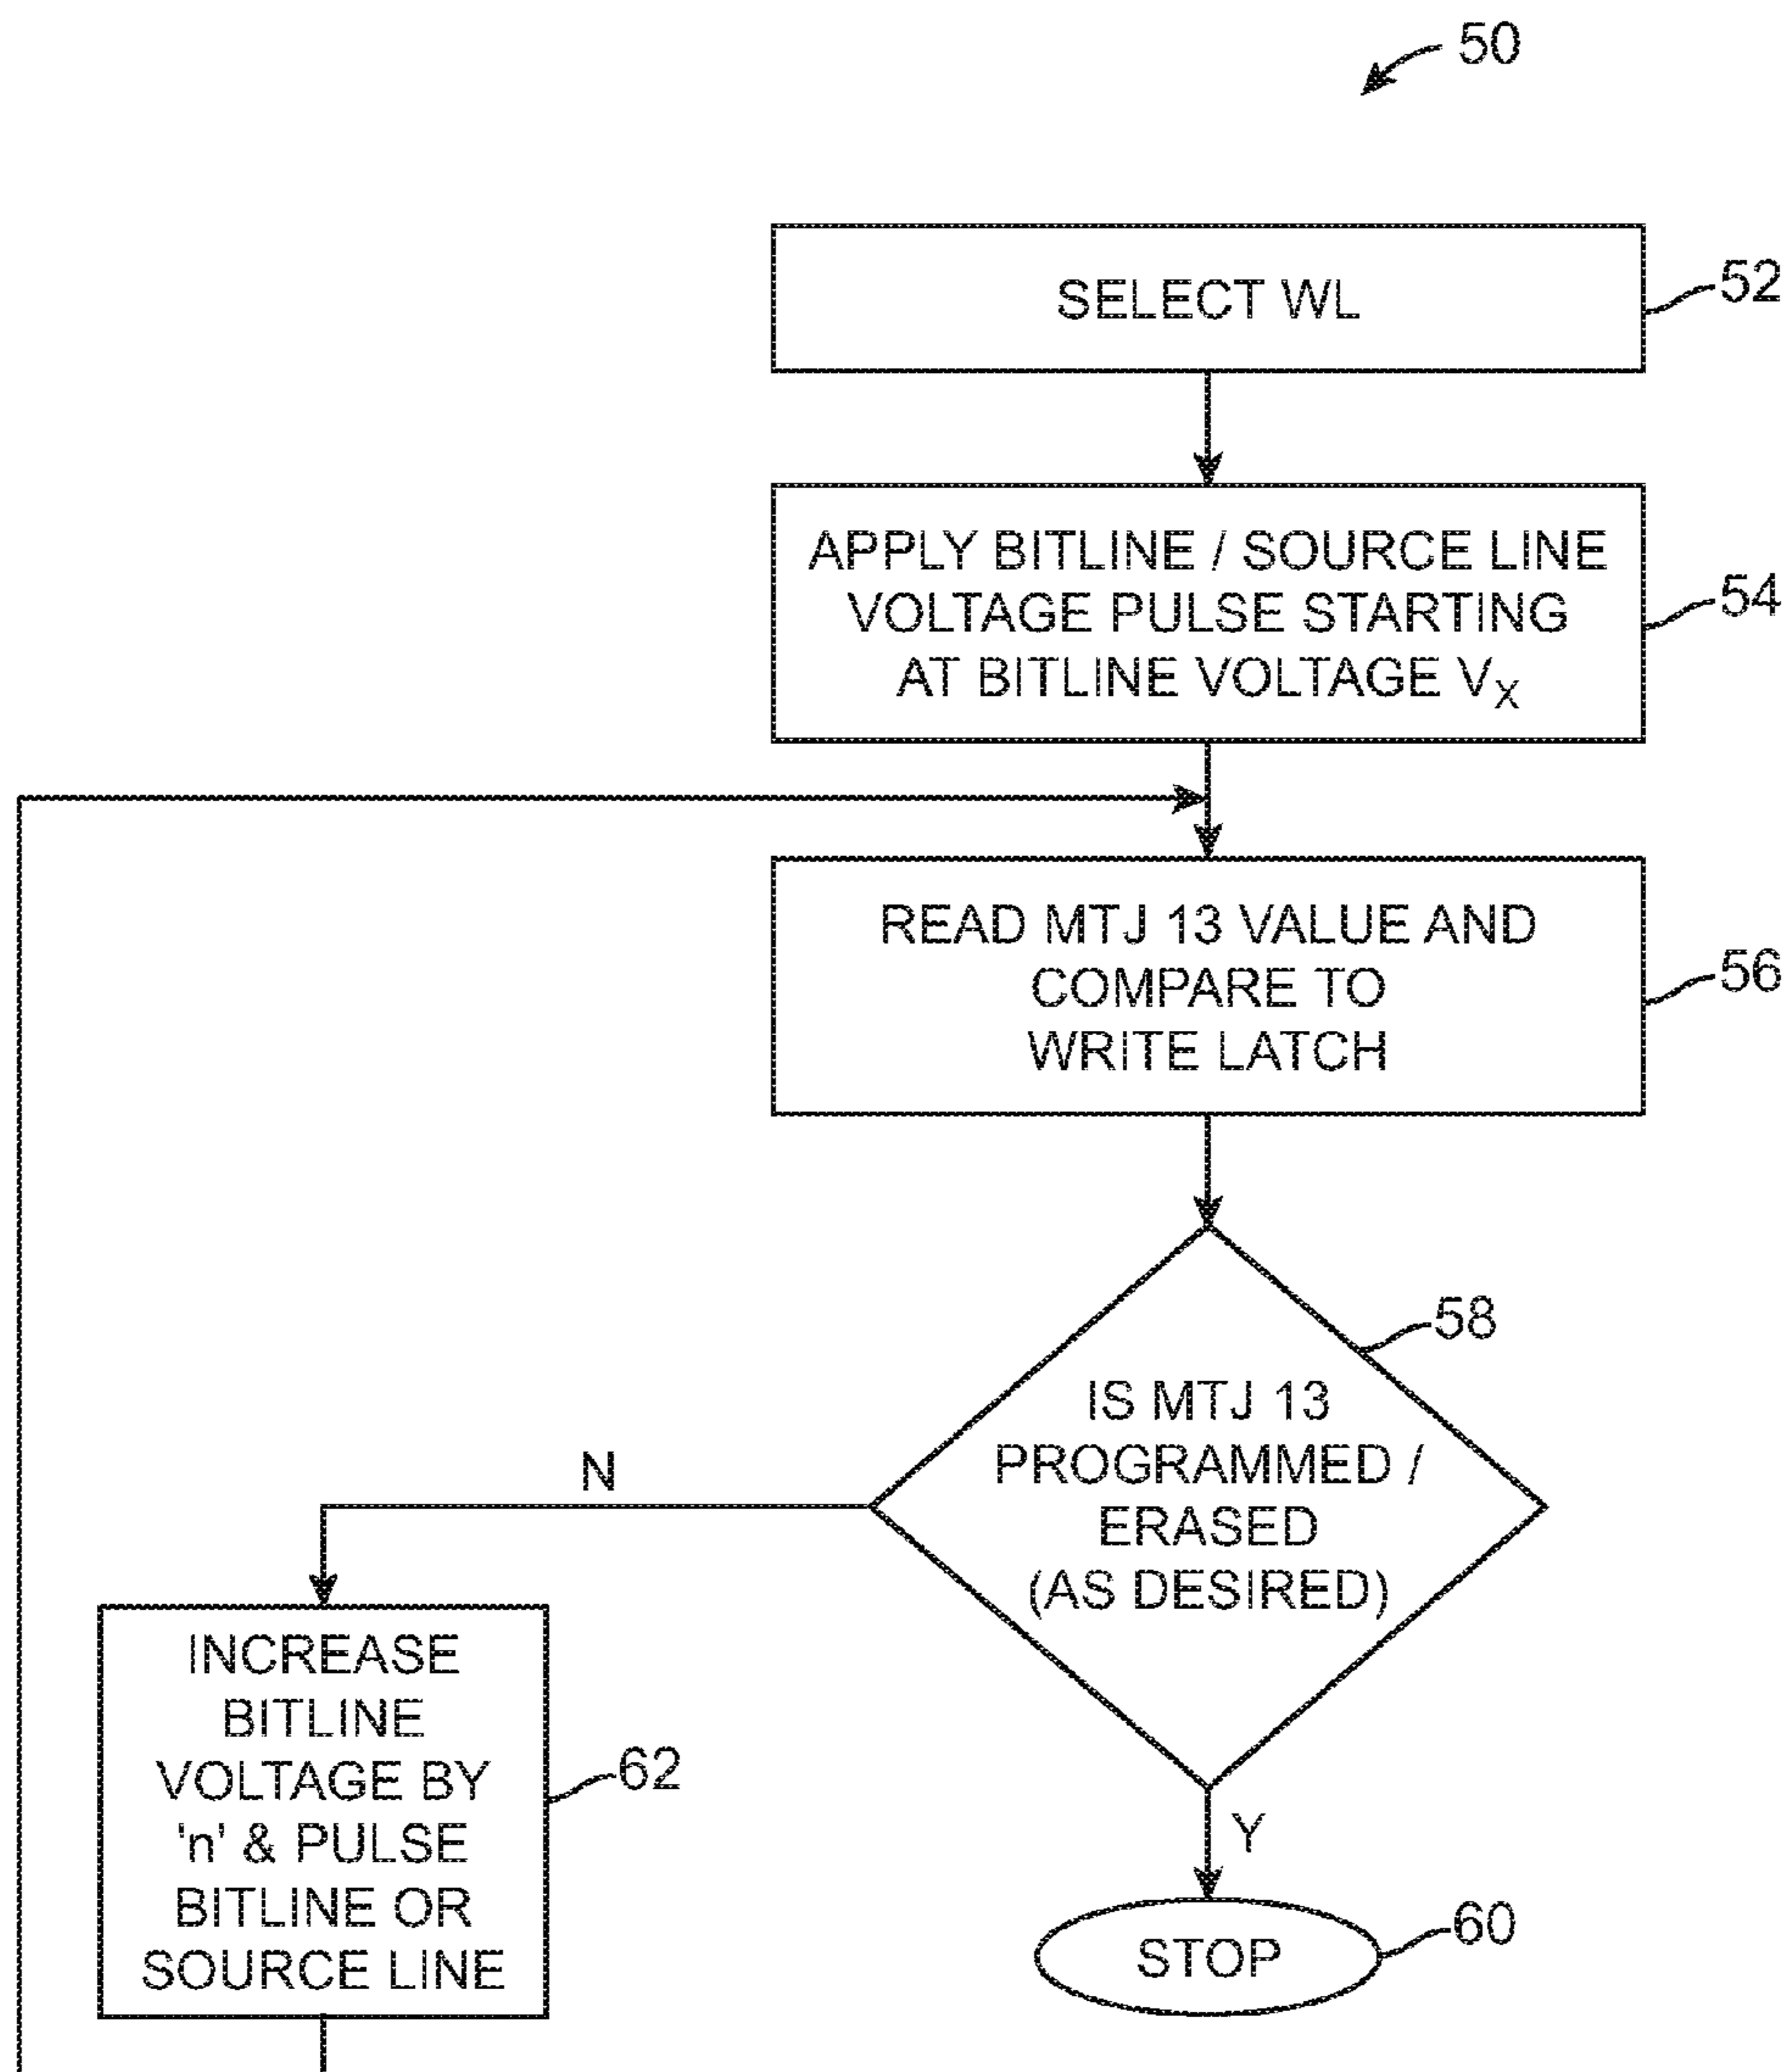 50
SELECT WL
52
APPLY BITLINE / SOURCE LINE
VOLTAGE PULSE STARTING
AT BITLINE VOLTAGE VX
54
READ MTJ 13 VALUE AND
COMPARE TO
WRITE LATCH
56
58
IS MTJ 13
PROGRAMMED /
ERASED
(AS DESIRED)
N
INCREASE
BITLINE
VOLTAGE BY
'n' & PULSE
BITLINE OR
SOURCE LINE
62
Y
STOP
60